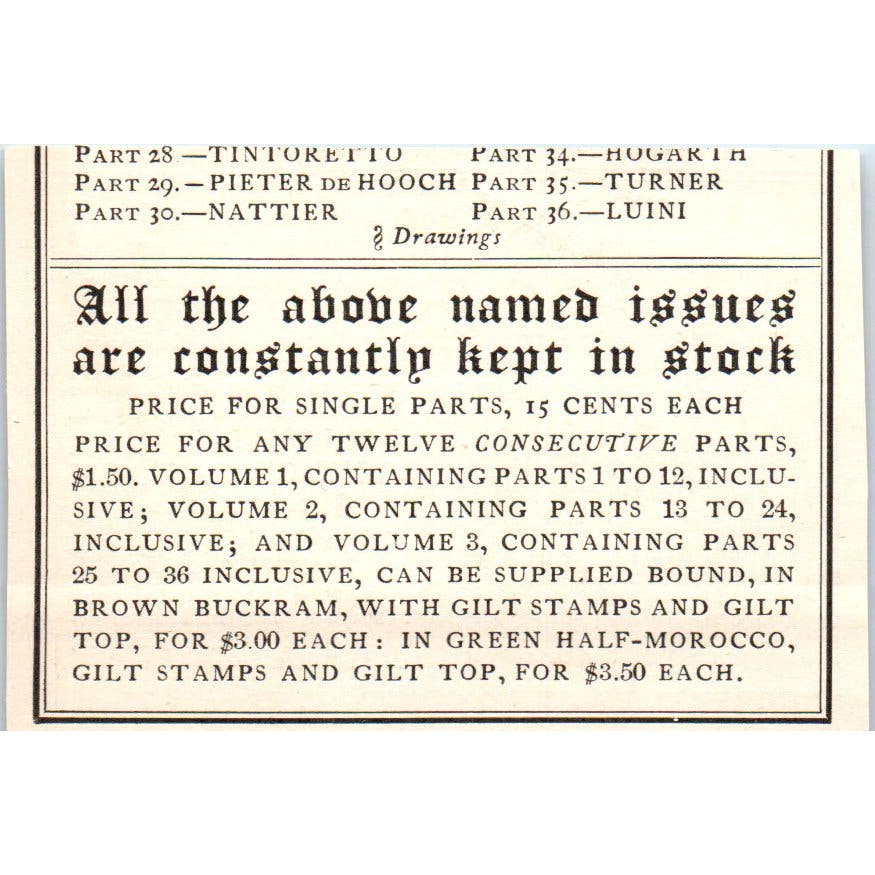 PART 28.—TINTORETTO PART 34.—HOGARTH
PART 29.—PIETER DE HOOCH PART 35.—TURNER
PART 30.—NATTIER PART 36.—LUINI
Drawings
All the above named issues
are constantly kept in stock
PRICE FOR SINGLE PARTS, 15 CENTS EACH
PRICE FOR ANY TWELVE CONSECUTIVE PARTS,
$1.50. VOLUME 1, CONTAINING PARTS 1 TO 12, INCLU-
SIVE; VOLUME 2, CONTAINING PARTS 13 TO 24,
INCLUSIVE; AND VOLUME 3, CONTAINING PARTS
25 TO 36 INCLUSIVE, CAN BE SUPPLIED BOUND, IN
BROWN BUCKRAM, WITH GILT STAMPS AND GILT
TOP, FOR $3.00 EACH: IN GREEN HALF-MOROCCO,
GILT STAMPS AND GILT TOP, FOR $3.50 EACH.